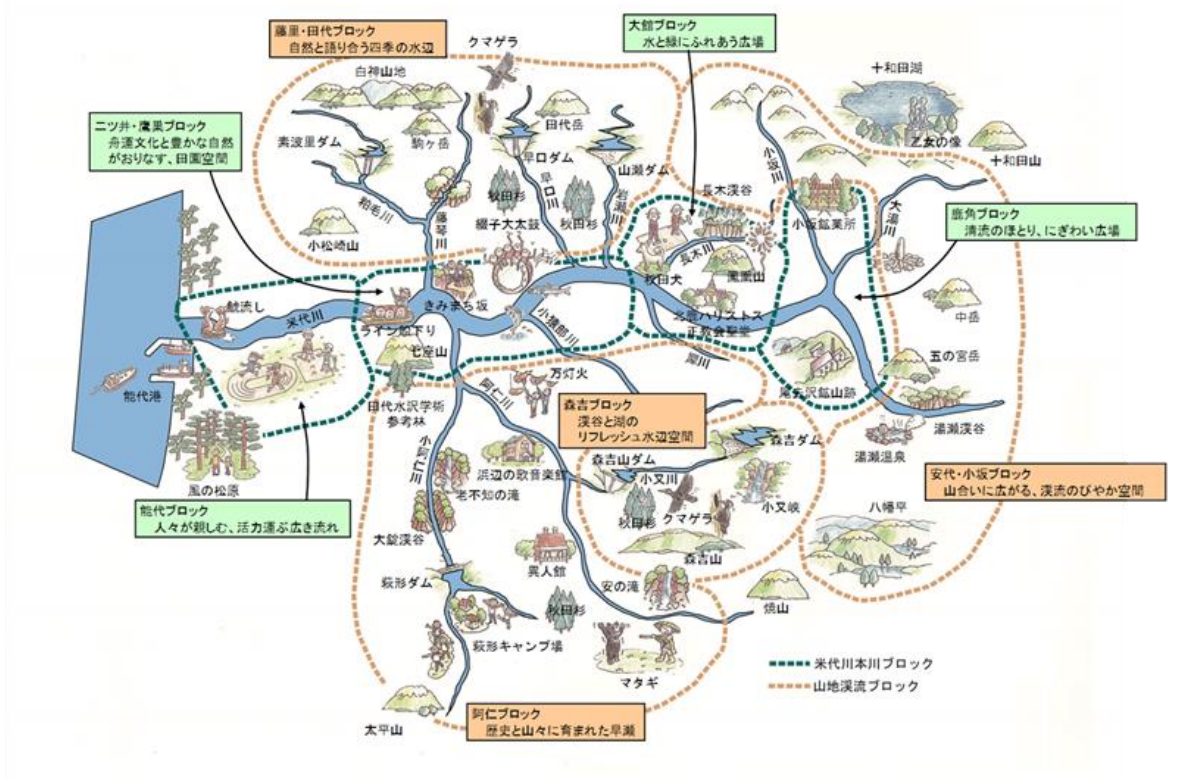 藤里・田代ブロック
自然と語り合う四季の水辺
クマゲラ
大館ブロック
水と緑にふれあう広場
白神山地
十和田湖
二ツ井・鷹巣ブロック
舟運文化と豊かな自然
がおりなす、田園空間
素波里ダム
駒ヶ岳
田代岳
早口ダム
山瀬ダム
小坂川
乙女の像
十和田山
粕毛川
藤琴川
秋田杉
早口川
綴子大太鼓
秋田杉
岩瀬川
長木渓谷
小坂鉱業所
大湯川
鹿角ブロック
清流のほとり、にぎわい広場
小松崎山
長木川
秋田犬
鳳凰山
舷流し
米代川
きみまち坂
ライン船下り
七座山
小猿部川
北鹿ハリストス
正教会聖堂
中岳
能代港
田代水沢学術
参考林
阿仁川
万灯火
犀川
尾去沢鉱山跡
五の宮岳
湯瀬渓谷
湯瀬温泉
森吉ブロック
渓谷と湖の
リフレッシュ水辺空間
森吉ダム
風の松原
小阿仁川
浜辺の歌音楽館
老不知の滝
森吉山ダム
小又川
秋田杉
クマゲラ
小又峡
安代・小坂ブロック
山合いに広がる、渓流のびやか空間
能代ブロック
人々が親しむ、活力運ぶ広き流れ
八幡平
大錠渓谷
森吉山
異人館
萩形ダム
安の滝
焼山
秋田杉
萩形キャンプ場
マタギ
米代川本川ブロック
山地渓流ブロック
太平山
阿仁ブロック
歴史と山々に育まれた早瀬